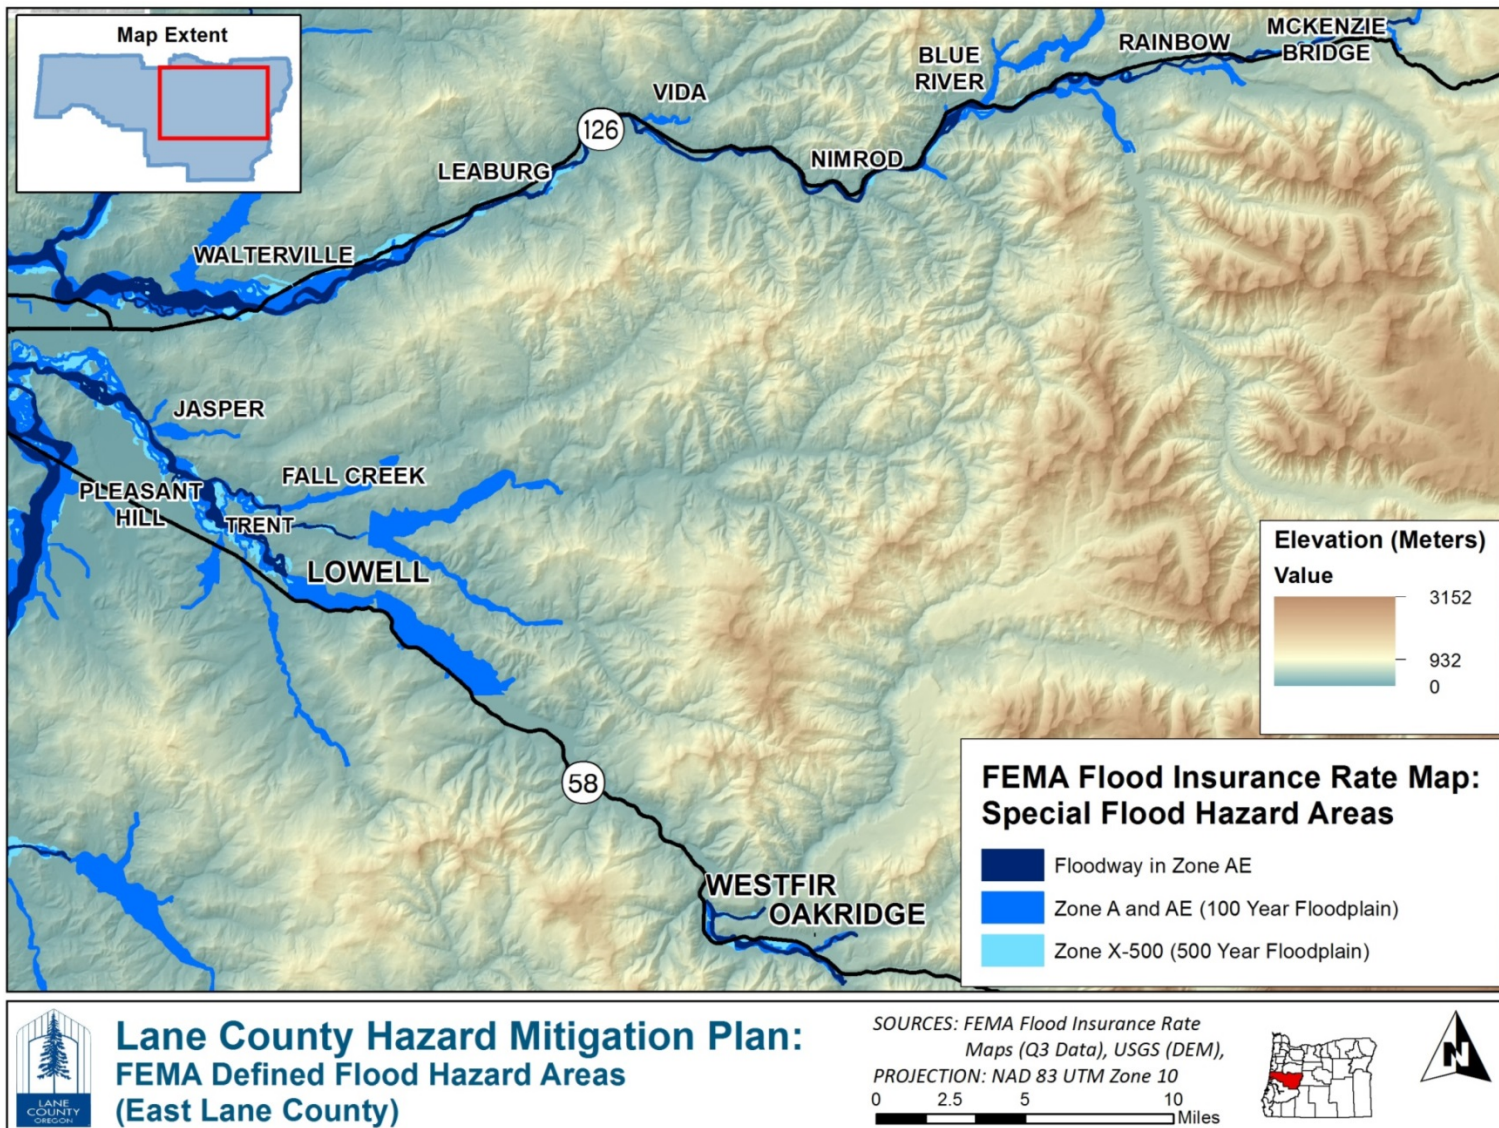 Map Extent
MCKENZIE
BRIDGE
RAINBOW
BLUE
RIVER
VIDA
126
NIMROD
LEABURG
WALTERVILLE
JASPER
FALL CREEK
PLEASANT
HILL
TRENT
LOWELL
Elevation (Meters)
Value
3152
932
0
58
WESTFIR
OAKRIDGE
FEMA Flood Insurance Rate Map:
Special Flood Hazard Areas
Floodway in Zone AE
Zone A and AE (100 Year Floodplain)
Zone X-500 (500 Year Floodplain)
LANE
COUNTY
OREGON
Lane County Hazard Mitigation Plan:
FEMA Defined Flood Hazard Areas
(East Lane County)
SOURCES: FEMA Flood Insurance Rate
Maps (Q3 Data), USGS (DEM),
PROJECTION: NAD 83 UTM Zone 10
0 2.5 5 10
Miles
N